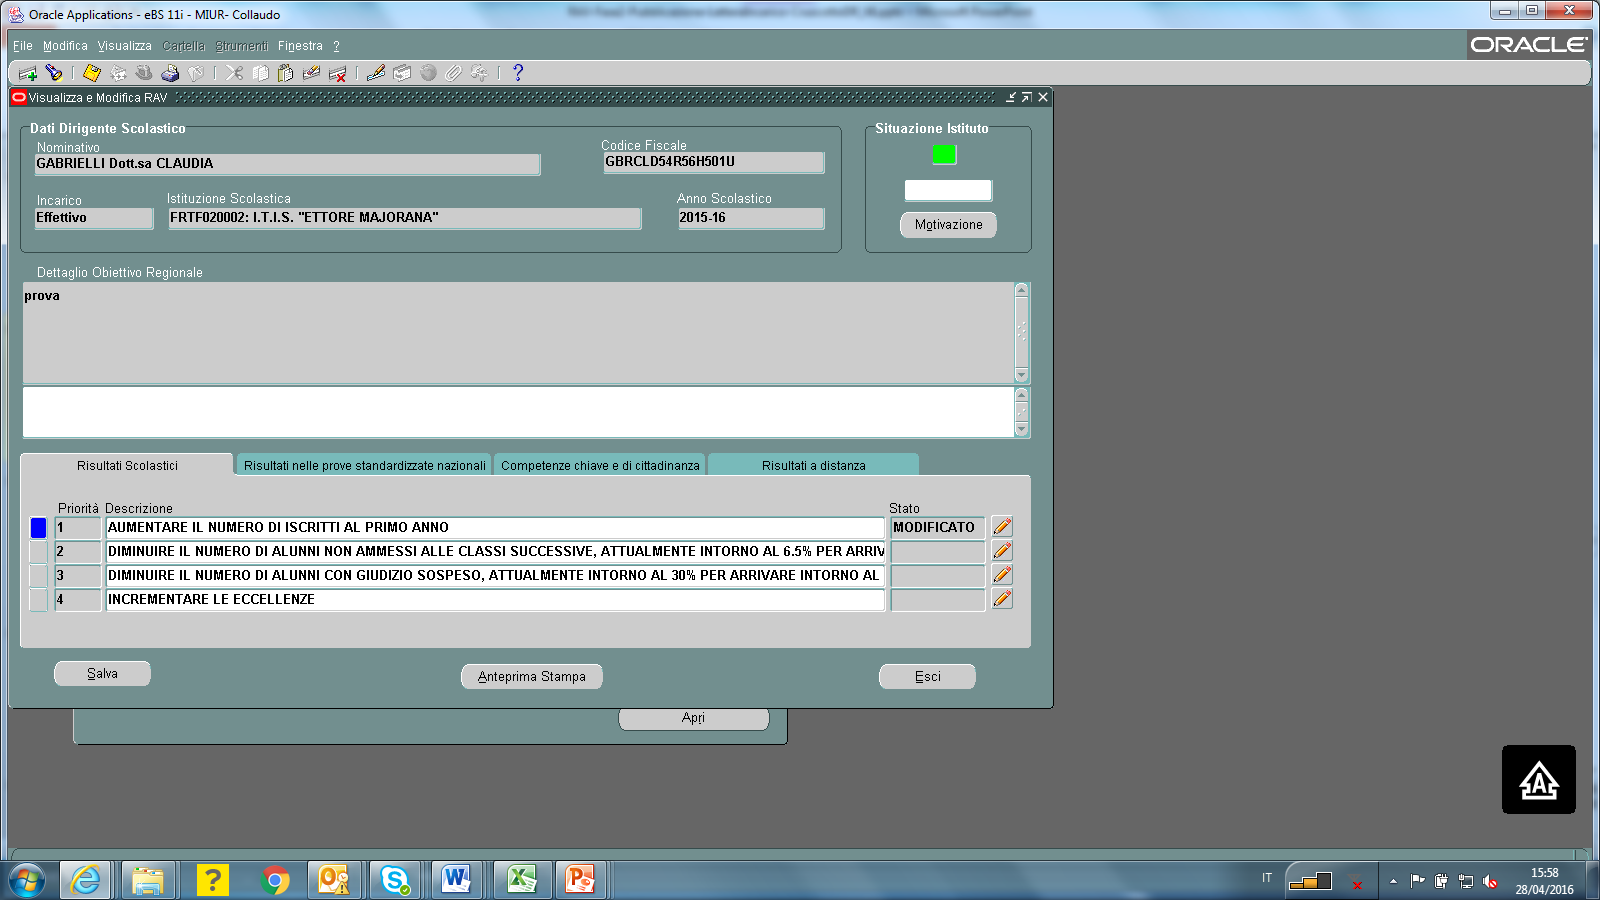 Oracle Applications - eBS 11i - MIUR- Collaudo
File Modifica Visualizza Cartella Strumenti Finestra ?
ORACLE
?
Visualizza e Modifica RAV
Dati Dirigente Scolastico
Situazione Istituto
Nominativo
Codice Fiscale
GABRIELLI Dott.sa CLAUDIA
GBRCLD54R56H501U
Incarico
Istituzione Scolastica
Anno Scolastico
Effettivo
FRTF020002: I.T.I.S. "ETTORE MAJORANA"
2015-16
Motivazione
Dettaglio Obiettivo Regionale
prova
Risultati Scolastici
Risultati nelle prove standardizzate nazionali
Competenze chiave e di cittadinanza
Risultati a distanza
Priorità Descrizione Stato
1 AUMENTARE IL NUMERO DI ISCRITTI AL PRIMO ANNO MODIFICATO
2 DIMINUIRE IL NUMERO DI ALUNNI NON AMMESSI ALLE CLASSI SUCCESSIVE, ATTUALMENTE INTORNO AL 6.5% PER ARRIV
3 DIMINUIRE IL NUMERO DI ALUNNI CON GIUDIZIO SOSPESO, ATTUALMENTE INTORNO AL 30% PER ARRIVARE INTORNO AL
4 INCREMENTARE LE ECCELLENZE
Salva
Anteprima Stampa
Esci
Apri
A
IT
15:58
28/04/2016